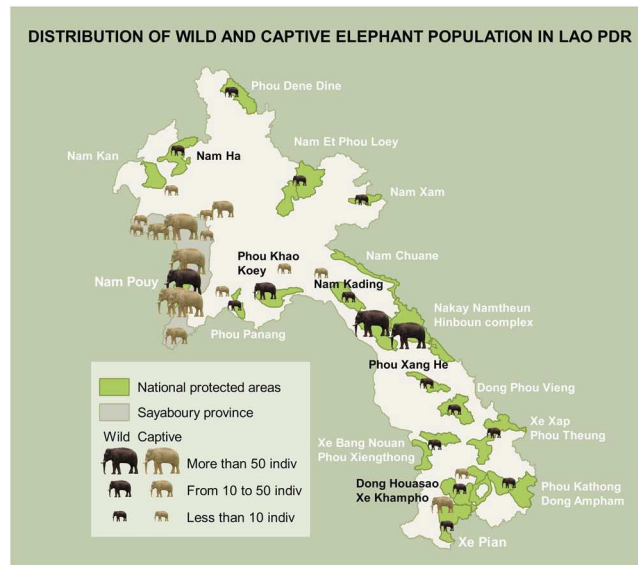 DISTRIBUTION OF WILD AND CAPTIVE ELEPHANT POPULATION IN LAO PDR
Phou Dene Dine
Nam Et Phou Loey
Nam Kan
Nam Ha
Nam Xam
Phou Khao
Koey
Nam Chuane
Nam Pouy
Nam Kading
Nakay Namtheun
Hinboun complex
Phou Panang
Phou Xang He
Dong Phou Vieng
Xe Xap
Phou Theung
Xe Bang Nouan
Phou Xiengthong
Dong Houasao
Xe Khampho
Phou Kathong
Dong Ampham
Xe Pian
National protected areas
Sayaboury province
Wild Captive
More than 50 indiv
From 10 to 50 indiv
Less than 10 indiv